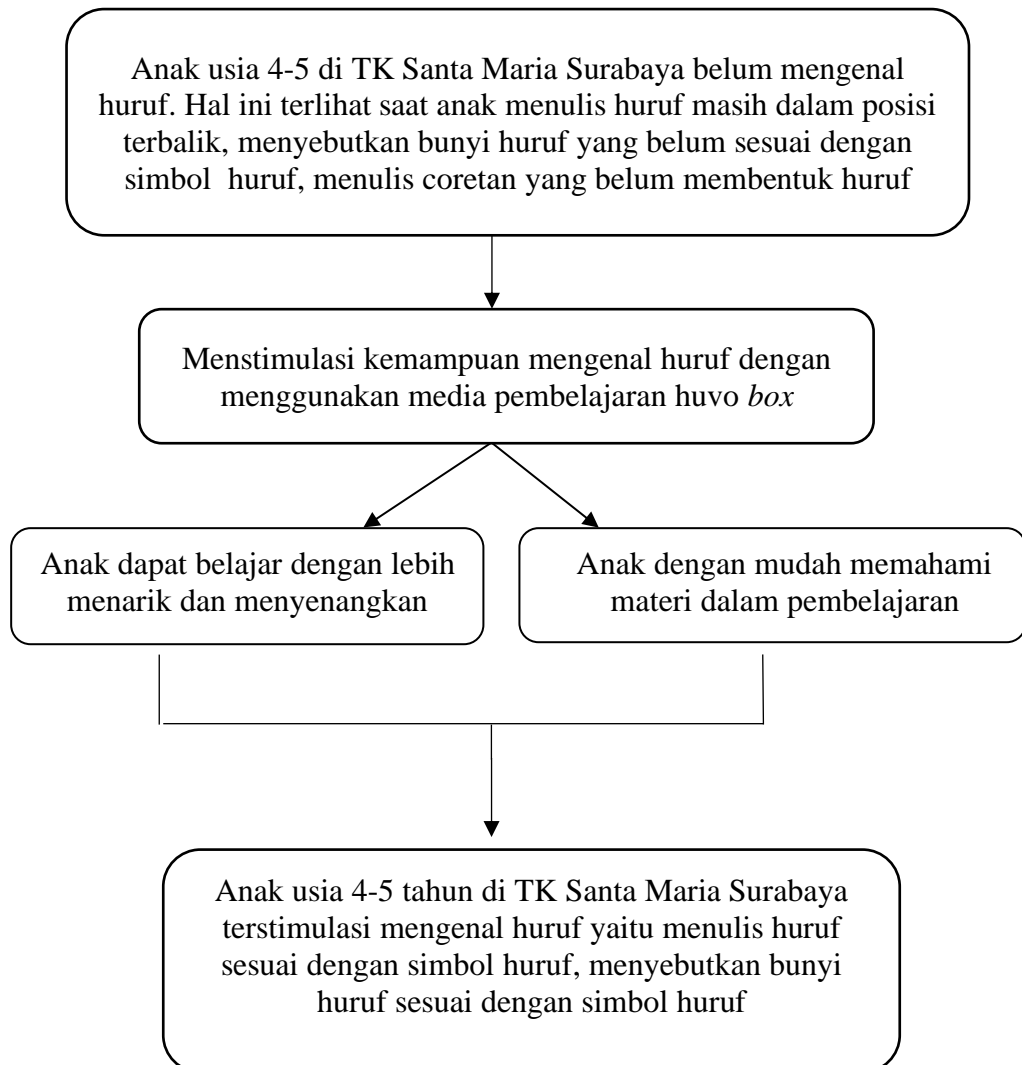 Anak usia 4-5 di TK Santa Maria Surabaya belum mengenal
huruf. Hal ini terlihat saat anak menulis huruf masih dalam posisi
terbalik, menyebutkan bunyi huruf yang belum sesuai dengan
simbol huruf, menulis coretan yang belum membentuk huruf
Menstimulasi kemampuan mengenal huruf dengan
menggunakan media pembelajaran huvo box
Anak dapat belajar dengan lebih
menarik dan menyenangkan
Anak dengan mudah memahami
materi dalam pembelajaran
Anak usia 4-5 tahun di TK Santa Maria Surabaya
terstimulasi mengenal huruf yaitu menulis huruf
sesuai dengan simbol huruf, menyebutkan bunyi
huruf sesuai dengan simbol huruf